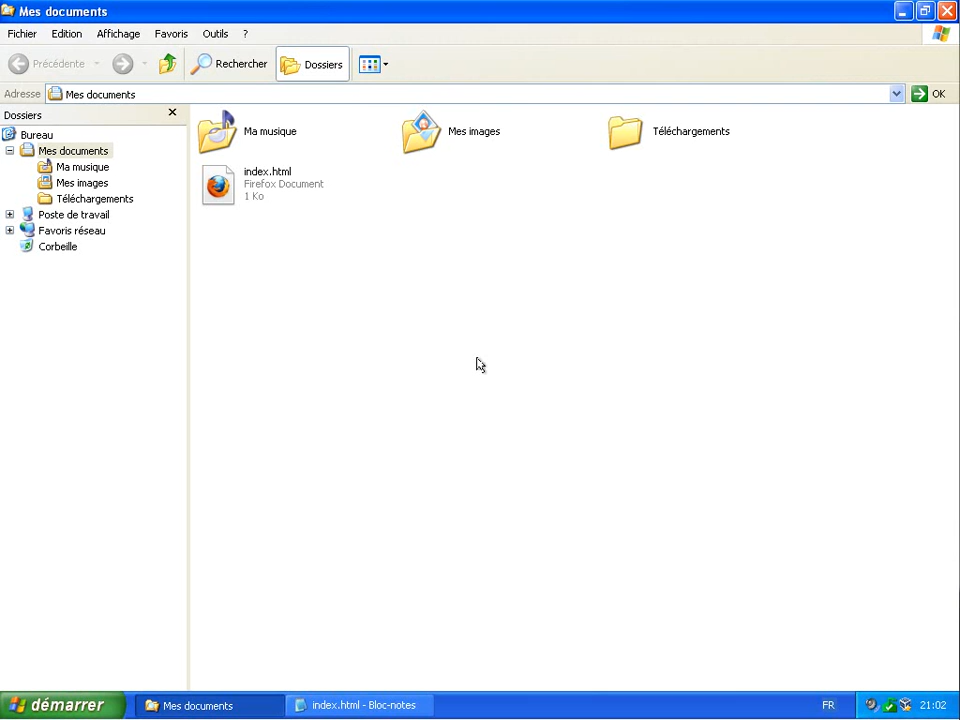 Mes documents
Fichier Edition Affichage Favoris Outils ?
Précédente Rechercher Dossiers
Adresse Mes documents OK
Dossiers
Bureau
Mes documents
Ma musique
Mes images
Téléchargements
Poste de travail
Favoris réseau
Corbeille
Ma musique Mes images Téléchargements
index.html
Firefox Document
1 Ko
démarrer Mes documents index.html - Bloc-notes FR 21:02